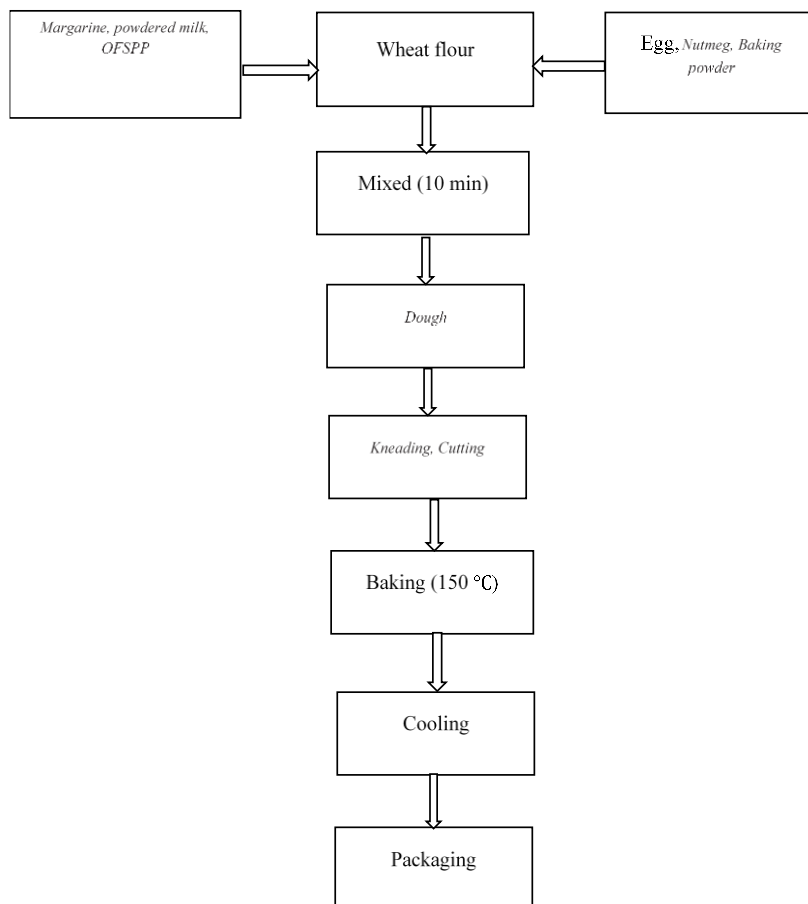 Margarine, powdered milk,
OFSPP
Wheat flour
Egg, Nutmeg, Baking
powder
Mixed (10 min)
Dough
Kneading, Cutting
Baking (150 °C)
Cooling
Packaging